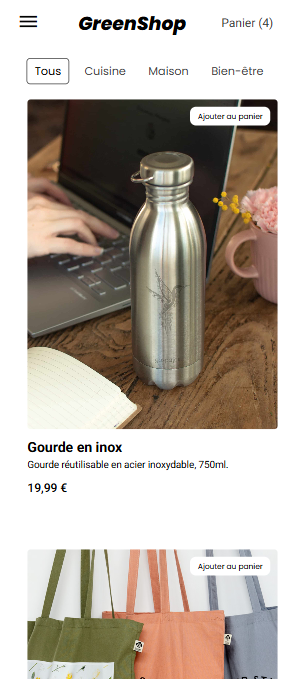 GreenShop
Panier (4)
Tous
Cuisine
Maison
Bien-être
Ajouter au panier
Gourde en inox
Gourde réutilisable en acier inoxydable, 750ml.
19,99 €
Ajouter au panier